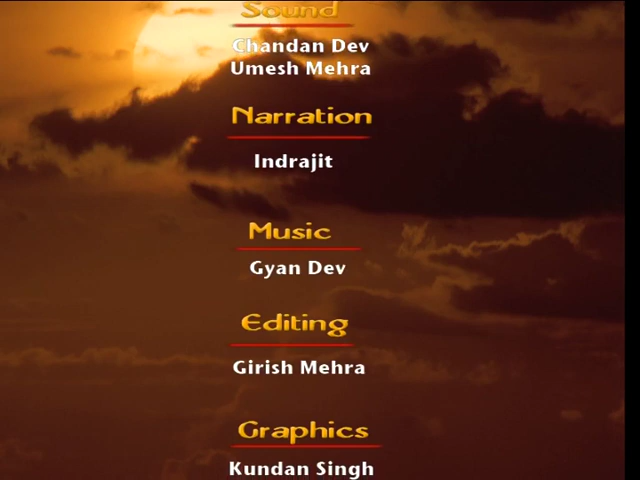 Sound
Chandan Dev
Umesh Mehra
Narration
Indrajit
Music
Gyan Dev
Editing
Girish Mehra
Graphics
Kundan Singh